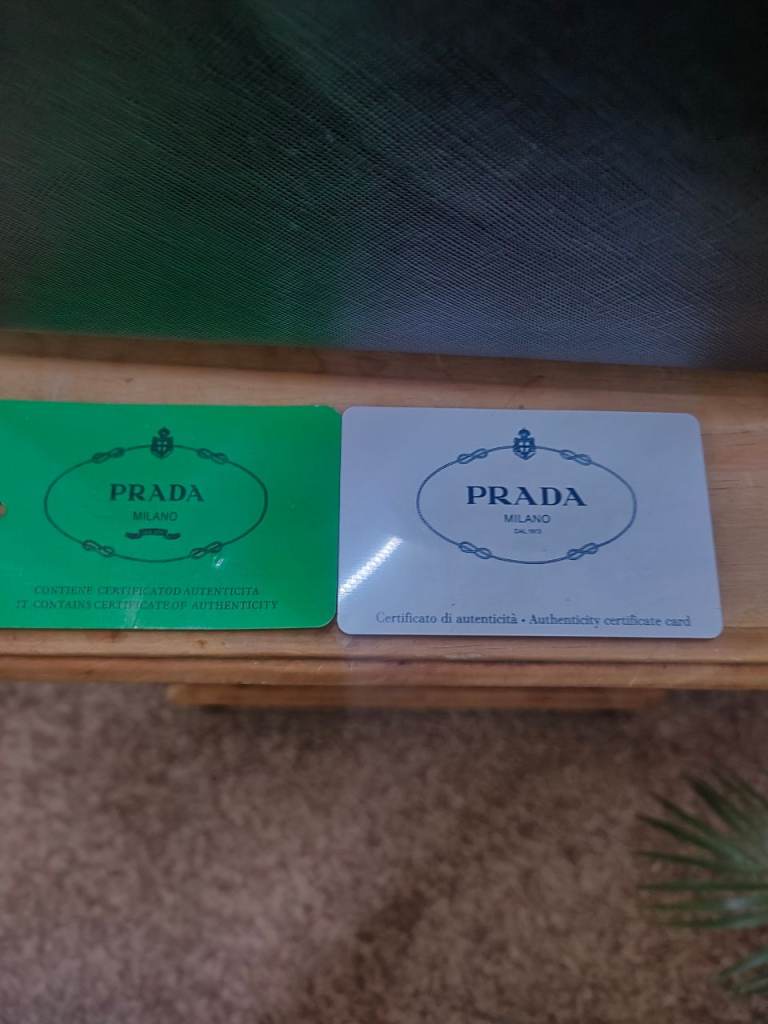 PRADA
MILANO
CONTIENE CERTIFICATOD AUTENTICITA
IT CONTAINS CERTIFICATE OF AUTHENTICITY
PRADA
MILANO
DAL 1913
Certificato di autenticità • Authenticity certificate card